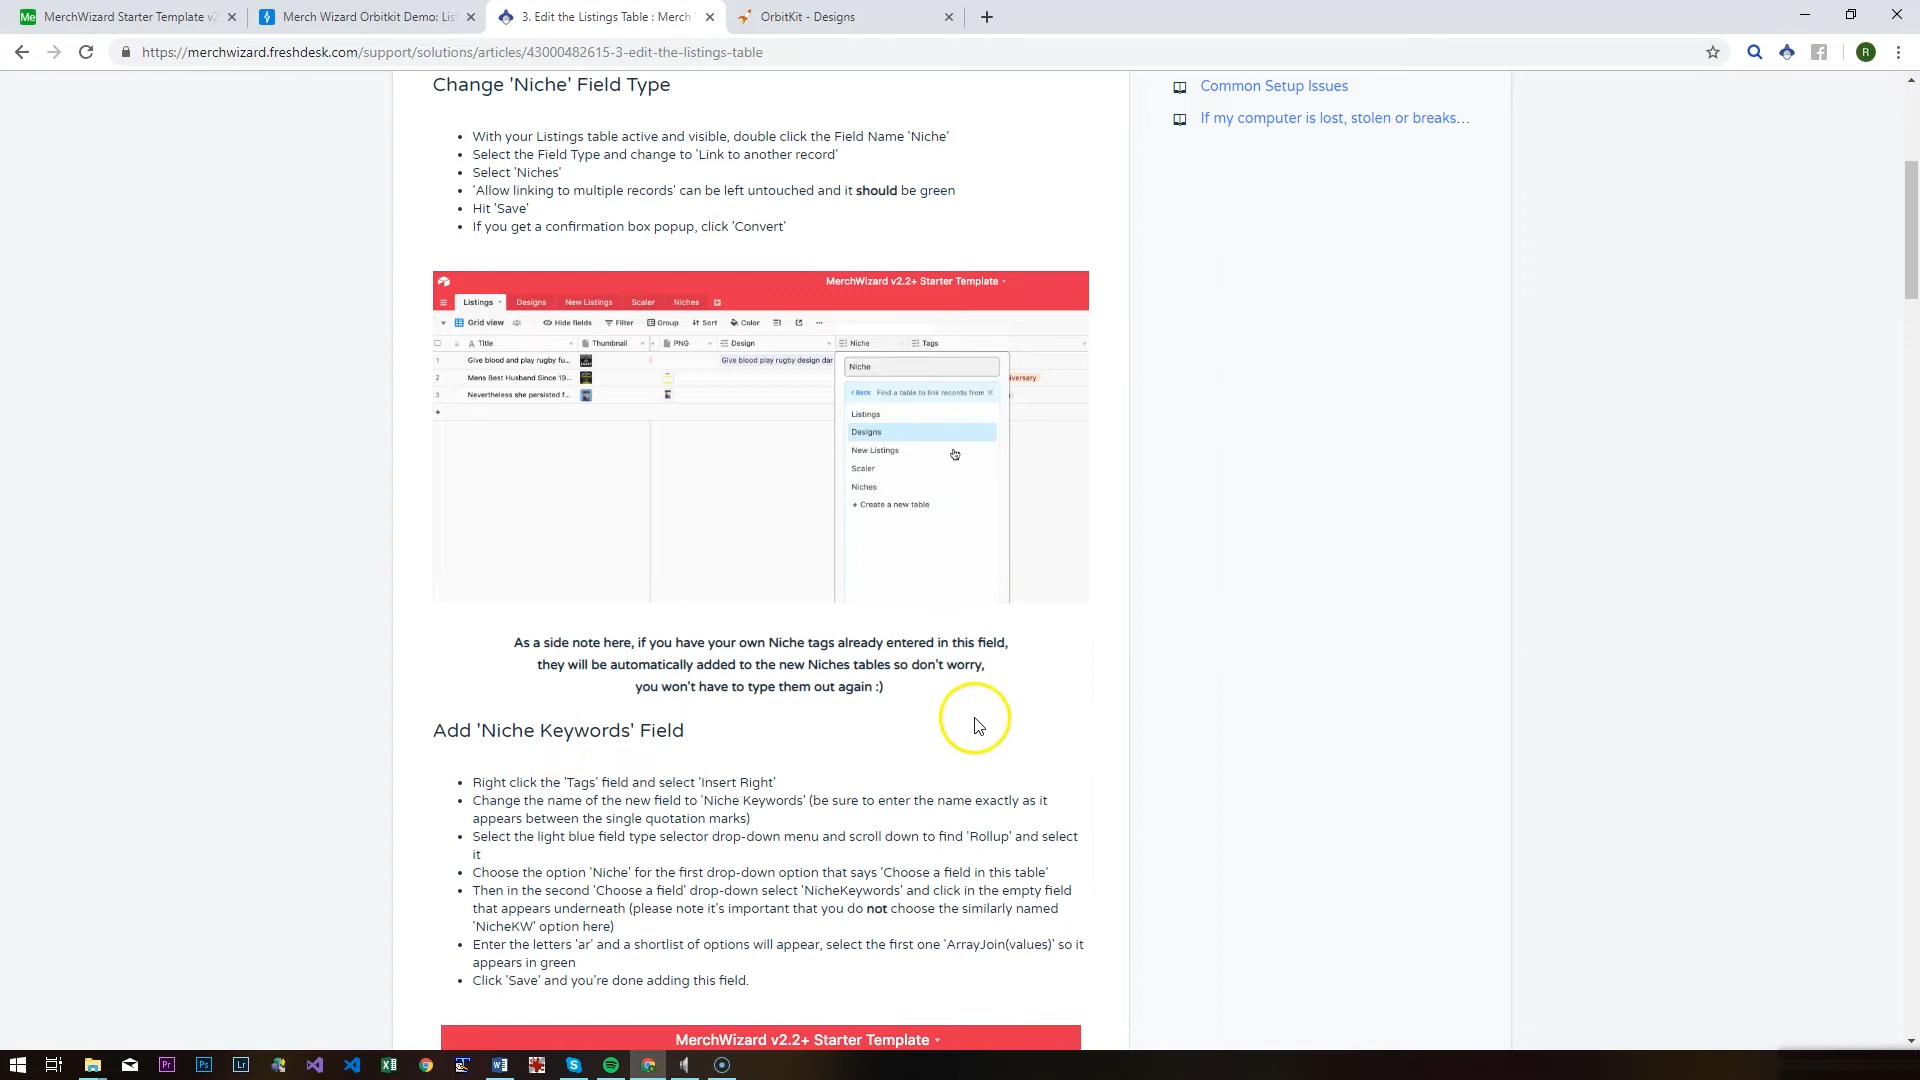 Me MerchWizard Starter Template v2
Merch Wizard Orbitkit Demo: List
3. Edit the Listings Table : Merch
OrbitKit - Designs
https://merchwizard.freshdesk.com/support/solutions/articles/43000482615-3-edit-the-listings-table
R
Change 'Niche' Field Type
• With your Listings table active and visible, double click the Field Name 'Niche'
• Select the Field Type and change to 'Link to another record'
• Select 'Niches'
• 'Allow linking to multiple records' can be left untouched and it should be green
• Hit 'Save'
• If you get a confirmation box popup, click 'Convert'
Common Setup Issues
If my computer is lost, stolen or breaks...
MerchWizard v2.2+ Starter Template
Listings Designs New Listings Scaler Niches
Grid view Hide fields Filter Group Sort Color
Title Thumbnail PNG Design Niche Tags
1 Give blood and play rugby fu... Give blood play rugby design dar
2 Mens Best Husband Since 19... iversary
3 Nevertheless she persisted f...
Niche
‹ Back Find a table to link records from
Listings
Designs
New Listings
Scaler
Niches
+ Create a new table
As a side note here, if you have your own Niche tags already entered in this field,
they will be automatically added to the new Niches tables so don't worry,
you won't have to type them out again :)
Add 'Niche Keywords' Field
• Right click the 'Tags' field and select 'Insert Right'
• Change the name of the new field to 'Niche Keywords' (be sure to enter the name exactly as it
appears between the single quotation marks)
• Select the light blue field type selector drop-down menu and scroll down to find 'Rollup' and select
it
• Choose the option 'Niche' for the first drop-down option that says 'Choose a field in this table'
• Then in the second 'Choose a field' drop-down select 'NicheKeywords' and click in the empty field
that appears underneath (please note it's important that you do not choose the similarly named
'NicheKW' option here)
• Enter the letters 'ar' and a shortlist of options will appear, select the first one 'ArrayJoin(values)' so it
appears in green
• Click 'Save' and you're done adding this field.
MerchWizard v2.2+ Starter Template
Pr Ps Lr